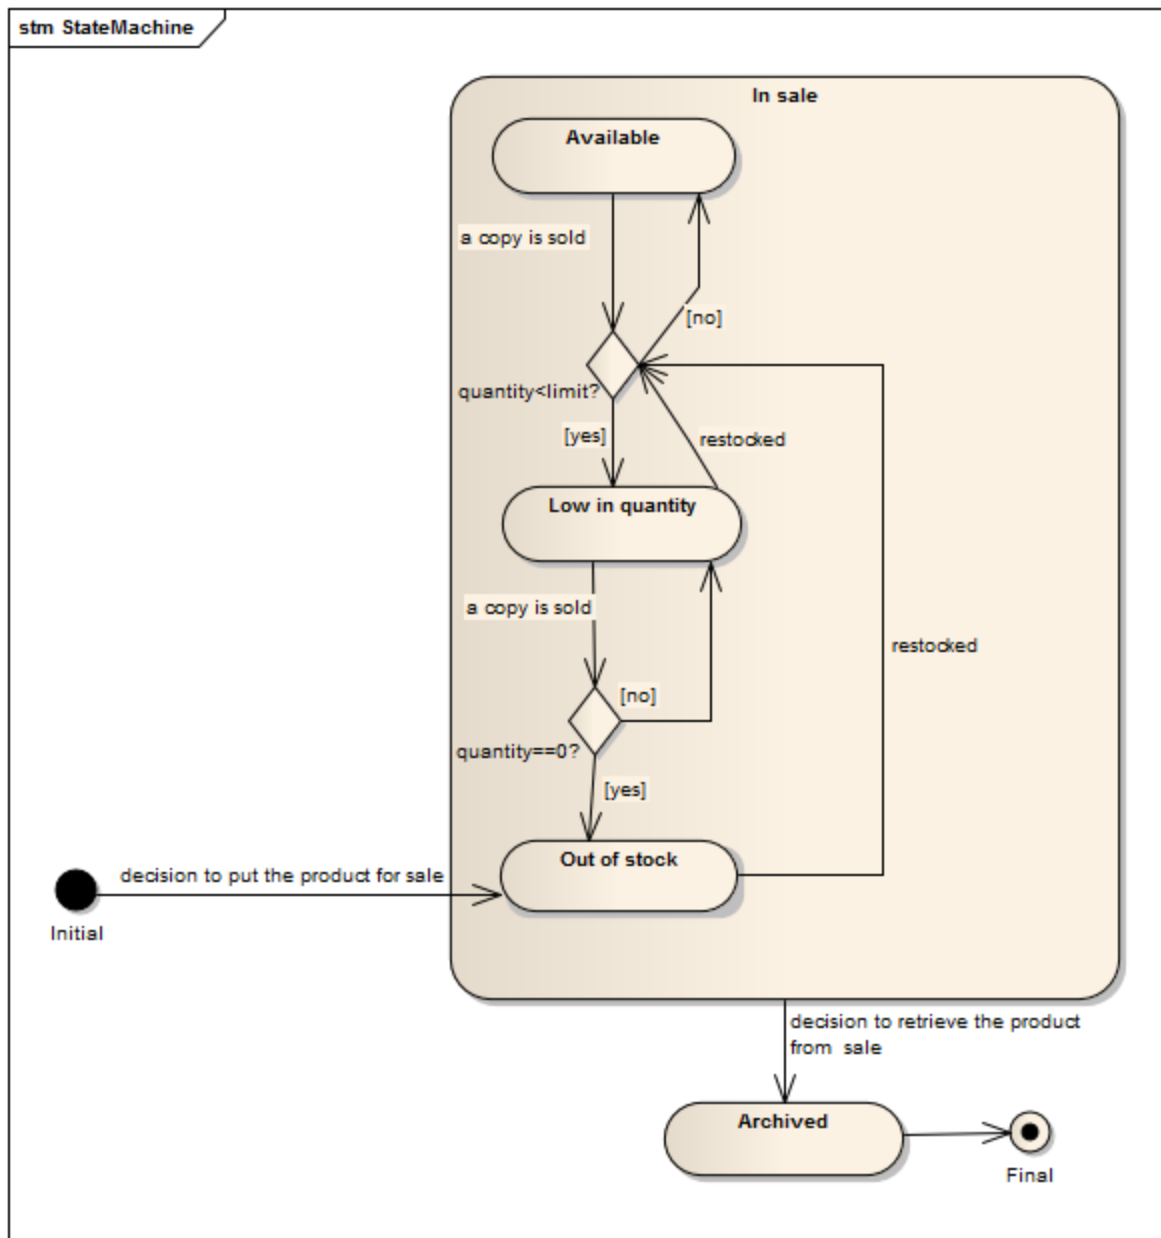 stm StateMachine
In sale
Available
a copy is sold
[no]
quantity<limit?
[yes]
restocked
Low in quantity
a copy is sold
restocked
[no]
quantity==0?
[yes]
Out of stock
decision to put the product for sale
Initial
decision to retrieve the product
from sale
Archived
Final